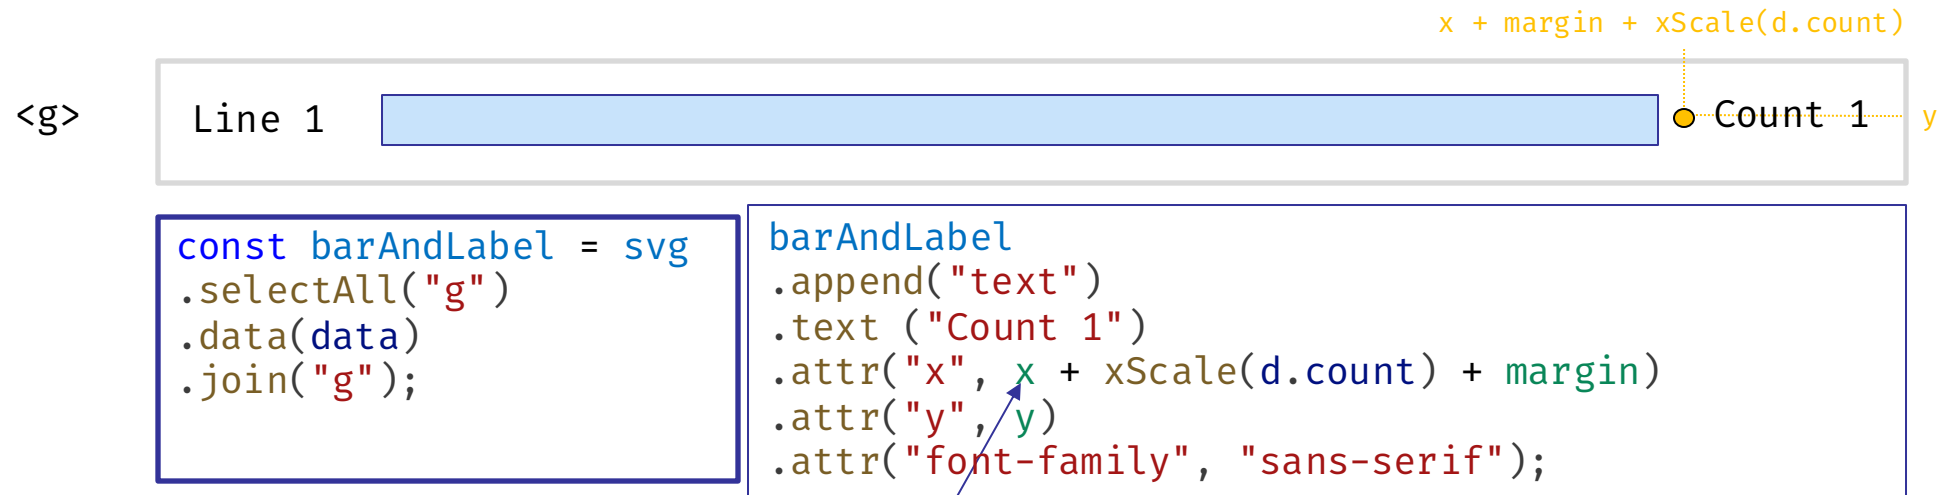 x + margin + xScale(d.count)
<g>
Line 1
Count 1
y
const barAndLabel = svg
.selectAll("g")
.data(data)
.join("g");
barAndLabel
.append("text")
.text ("Count 1")
.attr("x", x + xScale(d.count) + margin)
.attr("y", y)
.attr("font-family", "sans-serif");